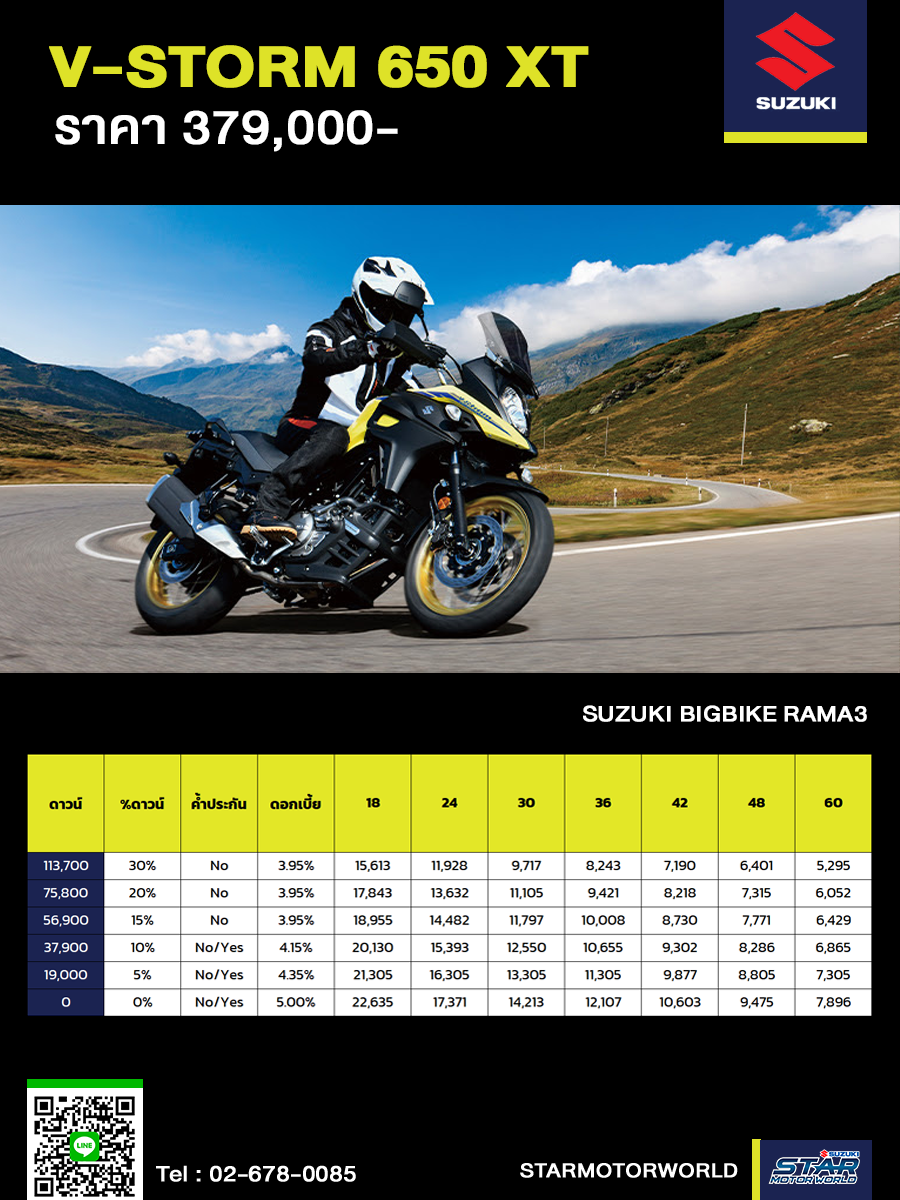 V-STORM 650 XT
ราคา 379,000-
SUZUKI
SUZUKI BIGBIKE RAMA3
ดาวน์ %ดาวน์ ค้ำประกัน ดอกเบี้ย 18 24 30 36 42 48 60
113,700 30% No 3.95% 15,613 11,928 9,717 8,243 7,190 6,401 5,295
75,800 20% No 3.95% 17,843 13,632 11,105 9,421 8,218 7,315 6,052
56,900 15% No 3.95% 18,955 14,482 11,797 10,008 8,730 7,771 6,429
37,900 10% No/Yes 4.15% 20,130 15,393 12,550 10,655 9,302 8,286 6,865
19,000 5% No/Yes 4.35% 21,305 16,305 13,305 11,305 9,877 8,805 7,305
0 0% No/Yes 5.00% 22,635 17,371 14,213 12,107 10,603 9,475 7,896
LINE
Tel : 02-678-0085
STARMOTORWORLD
SUZUKI
STAR
MOTOR WORLD